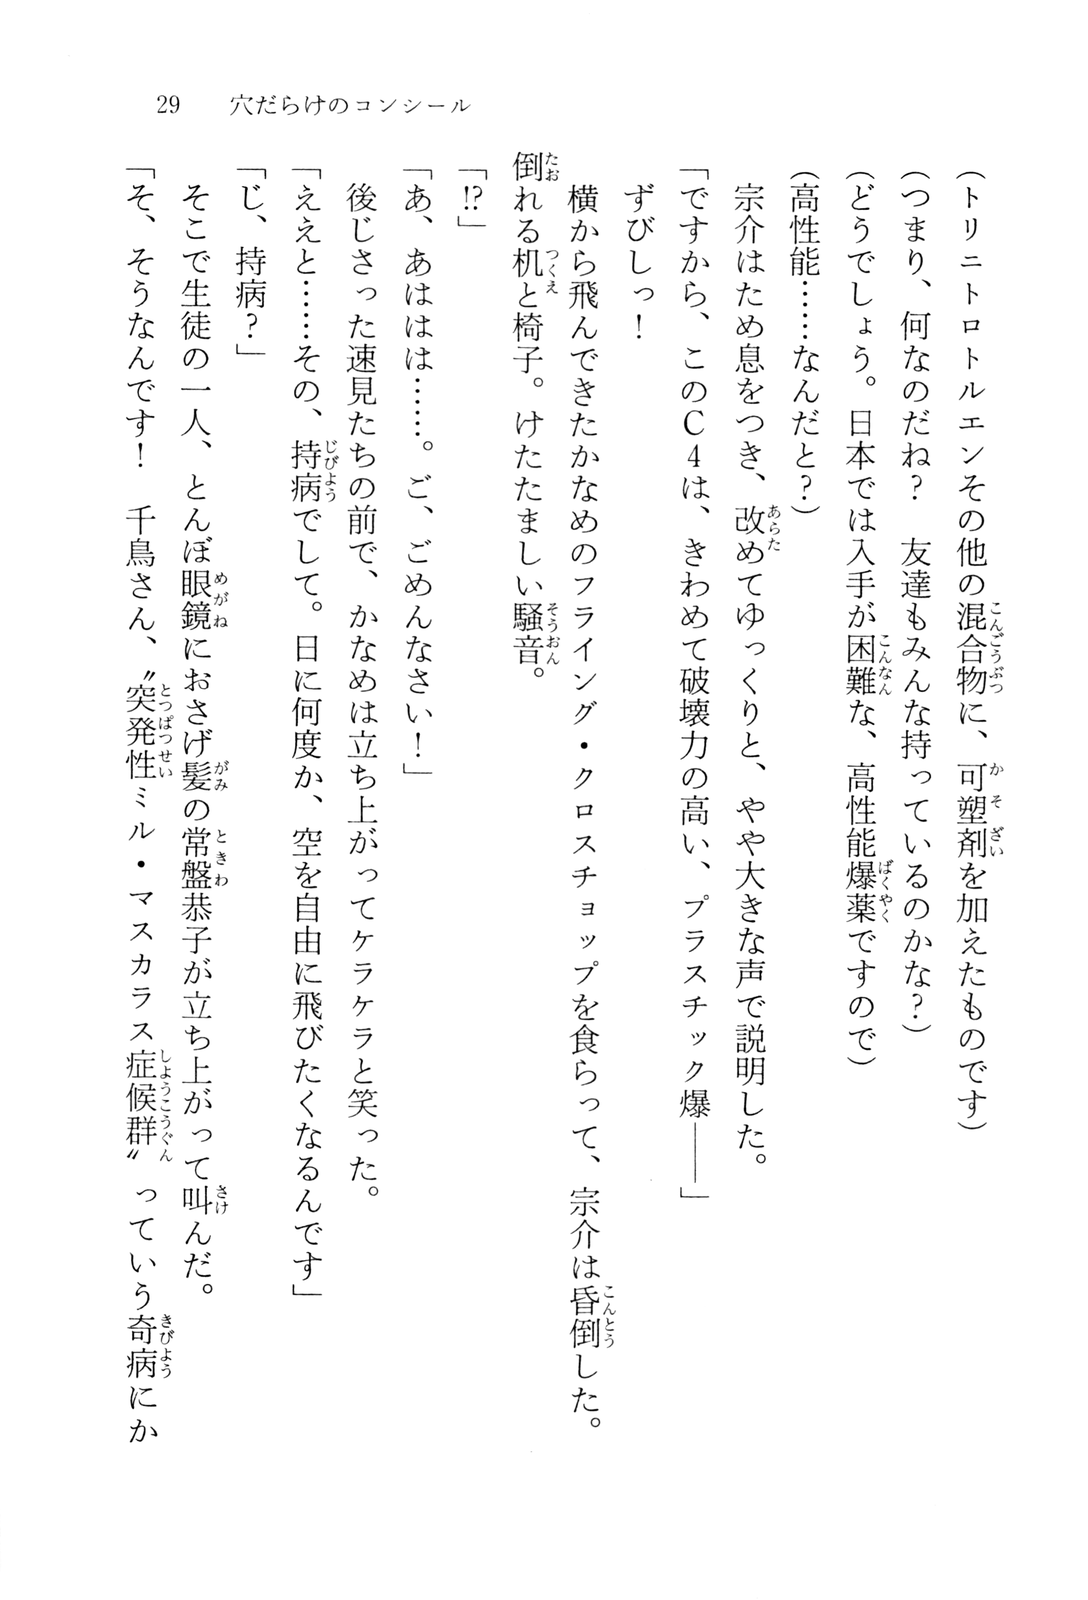 29　穴だらけのコンシール
（トリニトロトルエンその他の混合物に、可塑剤を加えたものです）
（つまり、何なのだね？　友達もみんな持っているのかな？）
（どうでしょう。日本では入手が困難な、高性能爆薬ですので）
（高性能……なんだと？）
　宗介はため息をつき、改めてゆっくりと、やや大きな声で説明した。
「ですから、このC4は、きわめて破壊力の高い、プラスチック爆――」
　ずびしっ！
　横から飛んできたかなめのフライング・クロスチョップを食らって、宗介は昏倒した。
倒れる机と椅子。けたたましい騒音。
「!?」
「あ、あははは……。ご、ごめんなさい！」
　後じさった速見たちの前で、かなめは立ち上がってケラケラと笑った。
「ええと……その、持病でして。日に何度か、空を自由に飛びたくなるんです」
「じ、持病？」
　そこで生徒の一人、とんぼ眼鏡におさげ髪の常盤恭子が立ち上がって叫んだ。
「そ、そうなんです！　千鳥さん、〝突発性ミル・マスカラス症候群〟っていう奇病にか